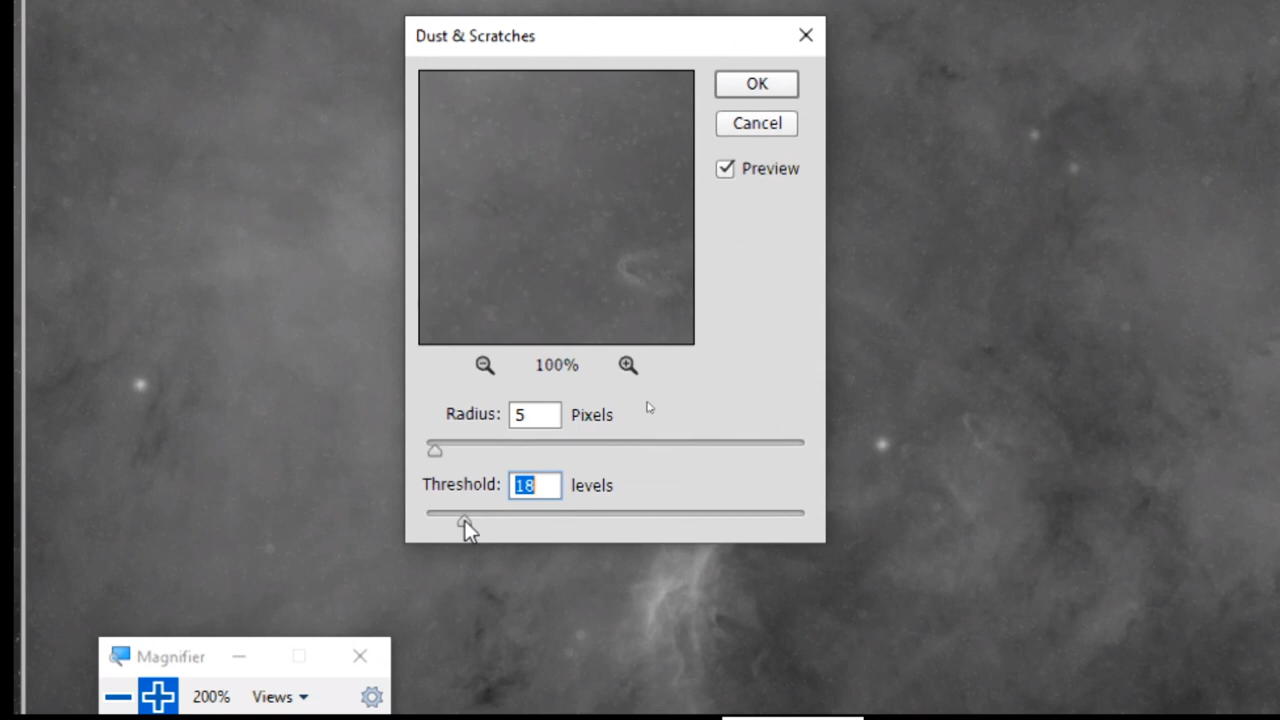 Dust & Scratches
OK
Cancel
Preview
100%
Radius: 5 Pixels
Threshold: 18 levels
Magnifier
200% Views